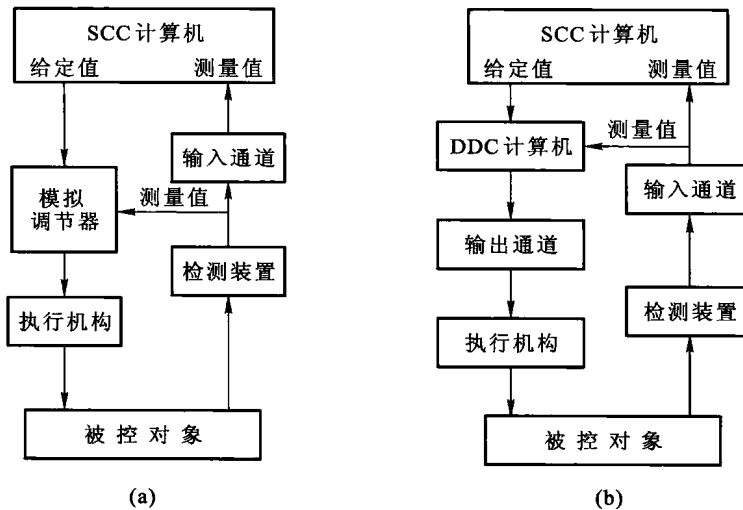 SCC计算机
给定值 测量值
输入通道
模拟
调节器
测量值
检测装置
执行机构
被控对象
(a)
SCC计算机
给定值 测量值
测量值
DDC计算机
输入通道
输出通道
检测装置
执行机构
被控对象
(b)